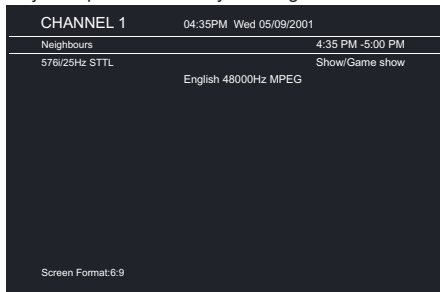 CHANNEL 1 04:35PM Wed 05/09/2001
Neighbours 4:35 PM -5:00 PM
576i/25Hz STTL Show/Game show
English 48000Hz MPEG
Screen Format:6:9